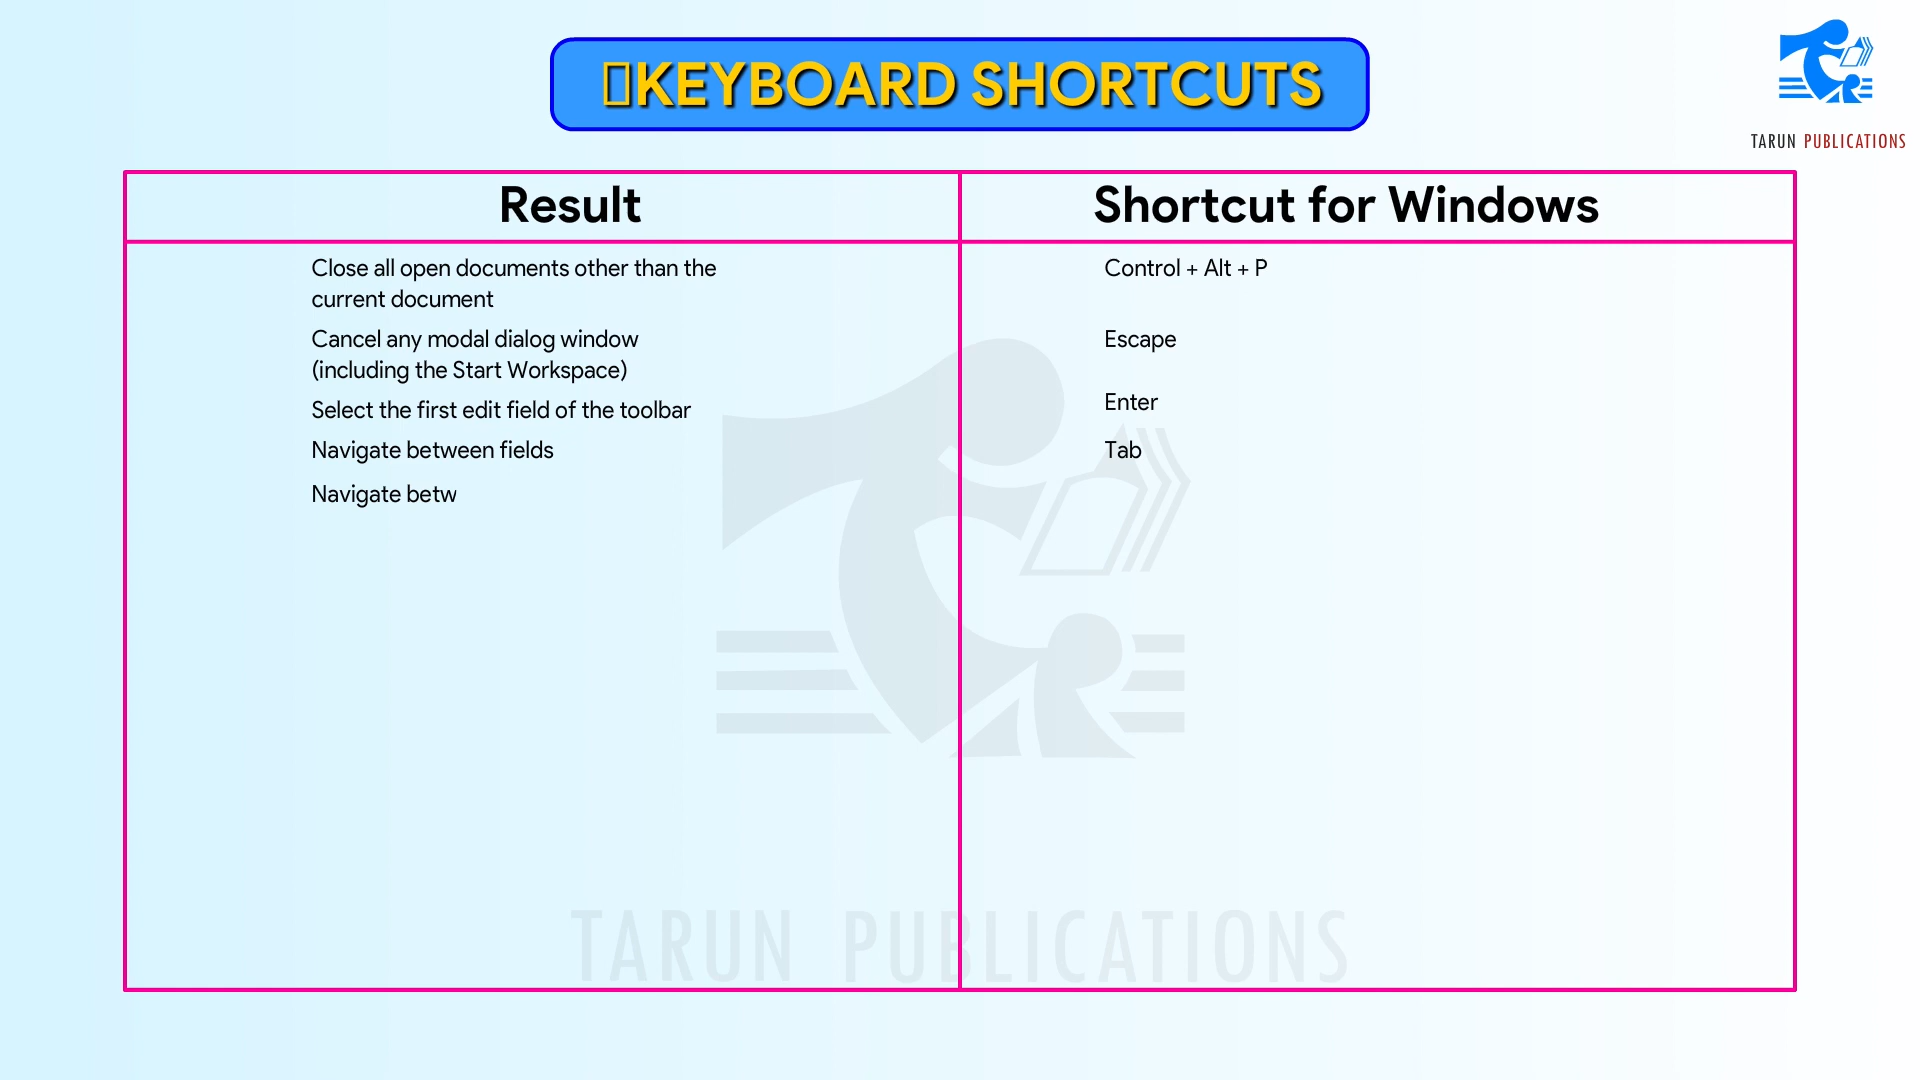 ▯KEYBOARD SHORTCUTS
TARUN PUBLICATIONS
Result
Shortcut for Windows
Close all open documents other than the
current document
Control + Alt + P
Cancel any modal dialog window
(including the Start Workspace)
Escape
Select the first edit field of the toolbar
Enter
Navigate between fields
Tab
Navigate betw
TARUN PUBLICATIONS